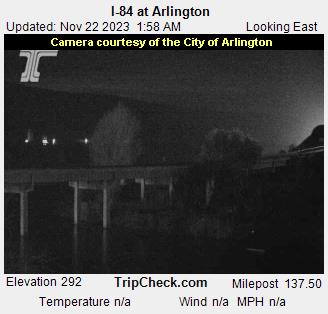 I-84 at Arlington
Updated: Nov 22 2023 1:58 AM Looking East
Camera courtesy of the City of Arlington
Elevation 292 TripCheck.com Milepost 137.50
Temperature n/a Wind n/a MPH n/a